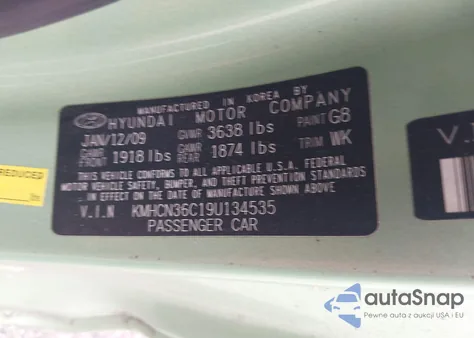 MANUFACTURED IN KOREA BY
HYUNDAI MOTOR COMPANY
JAN/12/09 GVWR 3638 lbs PAINT G8
GAWR FRONT 1918 lbs GAWR REAR 1874 lbs TRIM WK
THIS VEHICLE CONFORMS TO ALL APPLICABLE U.S.A. FEDERAL
MOTOR VEHICLE SAFETY, BUMPER, AND THEFT PREVENTION STANDARDS
IN EFFECT ON THE DATE OF MANUFACTURE SHOWN ABOVE.
V.I.N KMHCN36C19U134535
PASSENGER CAR
REDUCED
lbs
V.I.
autoSnap
Pewne auta z aukcji USA i EU